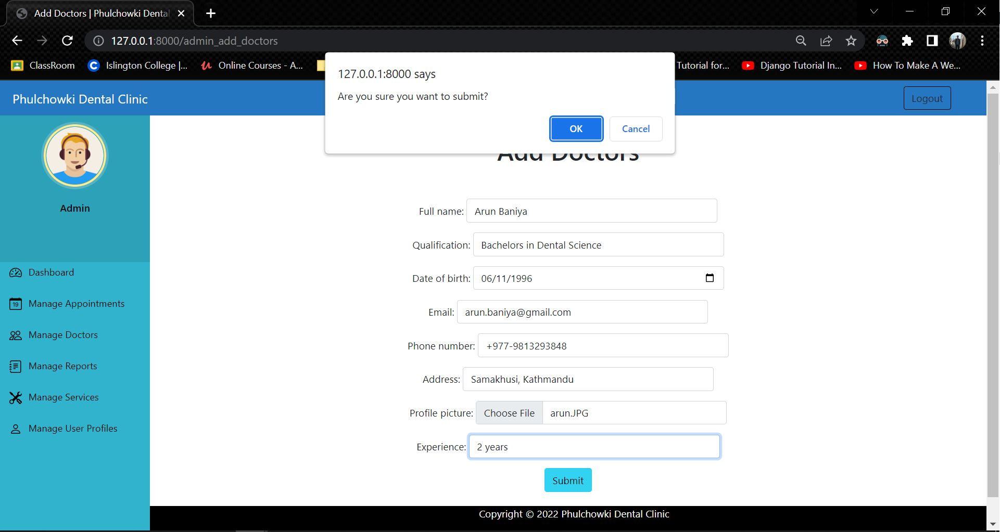 Add Doctors | Phulchowki Dental
127.0.0.1:8000/admin_add_doctors
ClassRoom
Islington College |...
Online Courses - A...
Tutorial for...
Django Tutorial In...
How To Make A We...
127.0.0.1:8000 says
Are you sure you want to submit?
OK
Cancel
Phulchowki Dental Clinic
Logout
Add Doctors
Admin
Dashboard
19
Manage Appointments
Manage Doctors
Manage Reports
Manage Services
Manage User Profiles
Full name: Arun Baniya
Qualification: Bachelors in Dental Science
Date of birth: 06/11/1996
Email: arun.baniya@gmail.com
Phone number: +977-9813293848
Address: Samakhusi, Kathmandu
Profile picture: Choose File arun.JPG
Experience: 2 years
Submit
Copyright © 2022 Phulchowki Dental Clinic